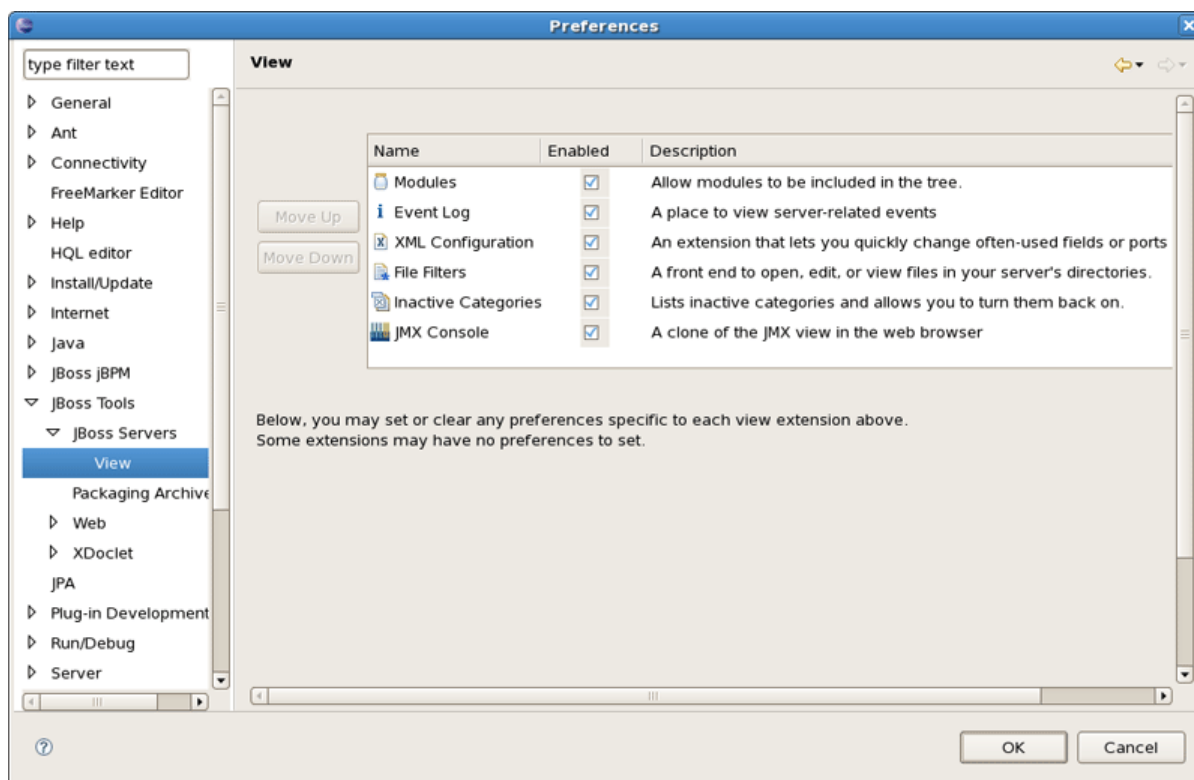 Preferences
type filter text
General
Ant
Connectivity
FreeMarker Editor
Help
HQL editor
Install/Update
Internet
Java
JBoss jBPM
JBoss Tools
JBoss Servers
View
Packaging Archive
Web
XDoclet
JPA
Plug-in Development
Run/Debug
Server
View
Move Up
Move Down
Name Enabled Description
Modules Allow modules to be included in the tree.
Event Log A place to view server-related events
XML Configuration An extension that lets you quickly change often-used fields or ports
File Filters A front end to open, edit, or view files in your server's directories.
Inactive Categories Lists inactive categories and allows you to turn them back on.
JMX Console A clone of the JMX view in the web browser
Below, you may set or clear any preferences specific to each view extension above.
Some extensions may have no preferences to set.
OK Cancel